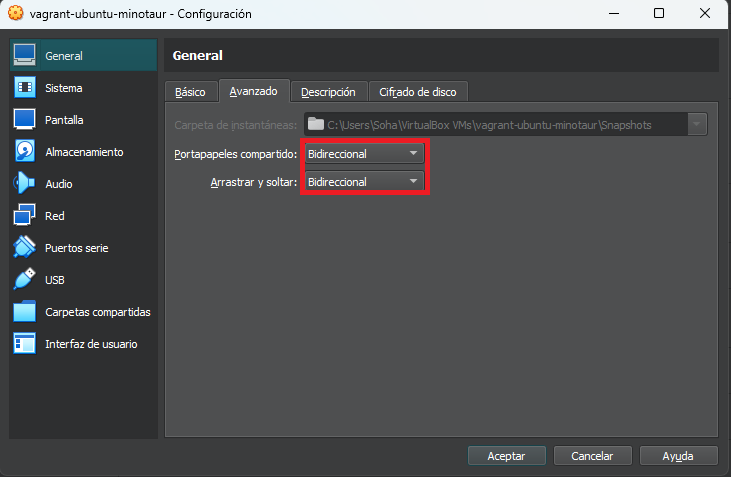 vagrant-ubuntu-minotaur - Configuración
General
Sistema
Pantalla
Almacenamiento
Audio
Red
Puertos serie
USB
Carpetas compartidas
Interfaz de usuario
General
Básico Avanzado Descripción Cifrado de disco
Carpeta de instantáneas: C:\Users\Soha\VirtualBox VMs\vagrant-ubuntu-minotaur\Snapshots
Portapapeles compartido: Bidireccional
Arrastrar y soltar: Bidireccional
Aceptar Cancelar Ayuda